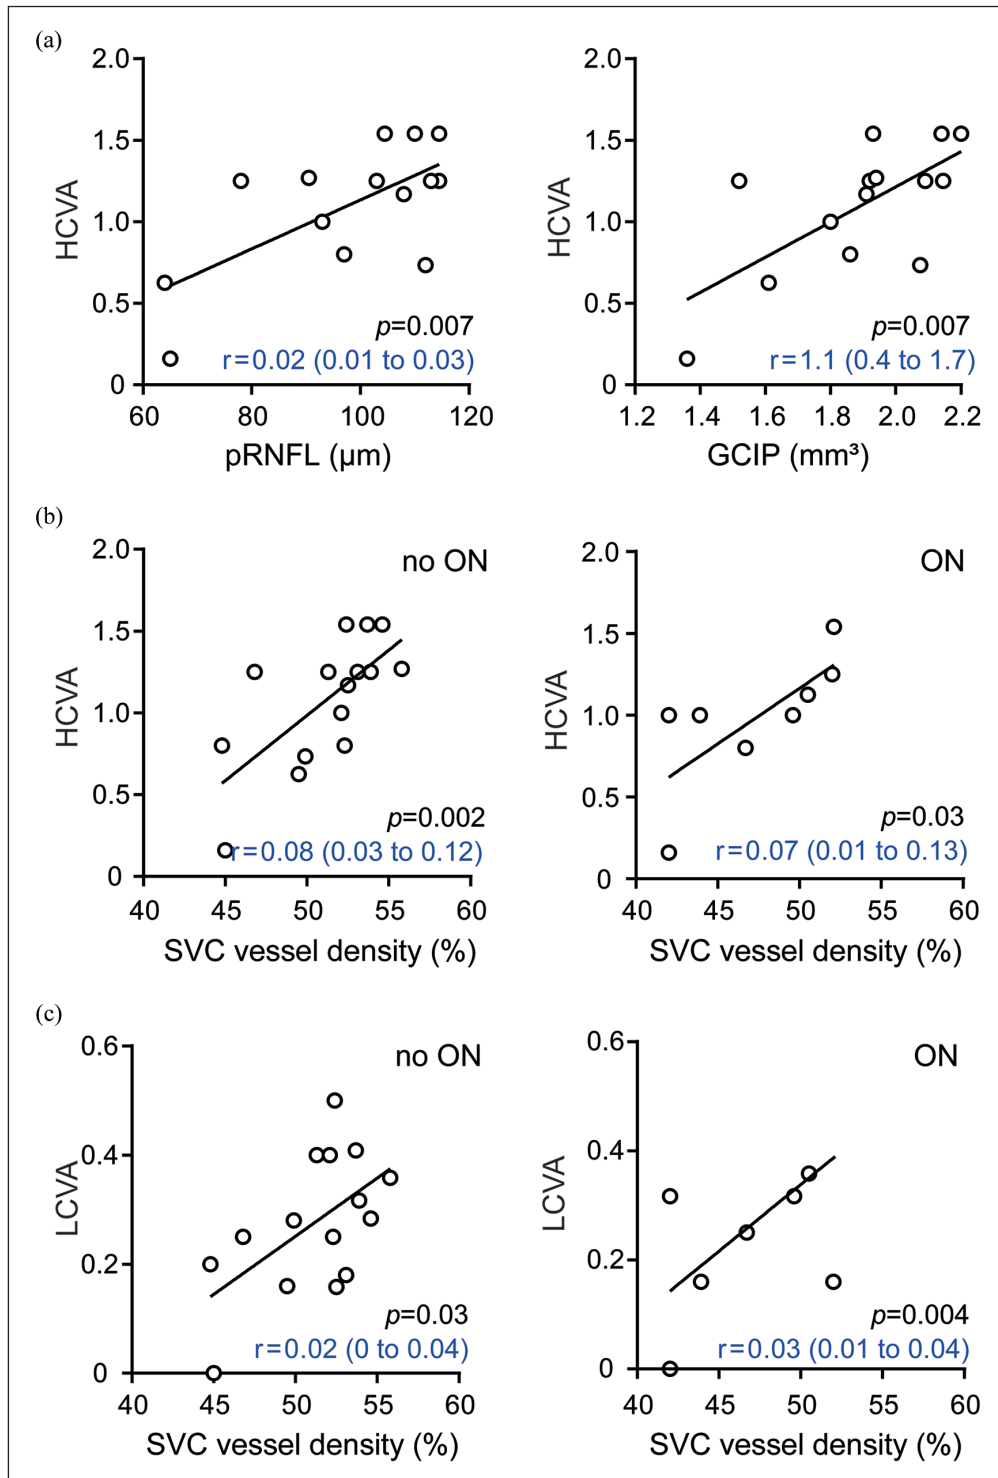 (a)
2.0
1.5
1.0
0.5
0
HCVA
p=0.007
r=0.02 (0.01 to 0.03)
60 80 100 120
pRNFL (µm)
2.0
1.5
1.0
0.5
0
HCVA
p=0.007
r=1.1 (0.4 to 1.7)
1.2 1.4 1.6 1.8 2.0 2.2
GCIP (mm³)
(b)
no ON
2.0
1.5
1.0
0.5
0
HCVA
p=0.002
r=0.08 (0.03 to 0.12)
40 45 50 55 60
SVC vessel density (%)
ON
2.0
1.5
1.0
0.5
0
HCVA
p=0.03
r=0.07 (0.01 to 0.13)
40 45 50 55 60
SVC vessel density (%)
(c)
no ON
0.6
0.4
0.2
0
LCVA
p=0.03
r=0.02 (0 to 0.04)
40 45 50 55 60
SVC vessel density (%)
ON
0.6
0.4
0.2
0
LCVA
p=0.004
r=0.03 (0.01 to 0.04)
40 45 50 55 60
SVC vessel density (%)